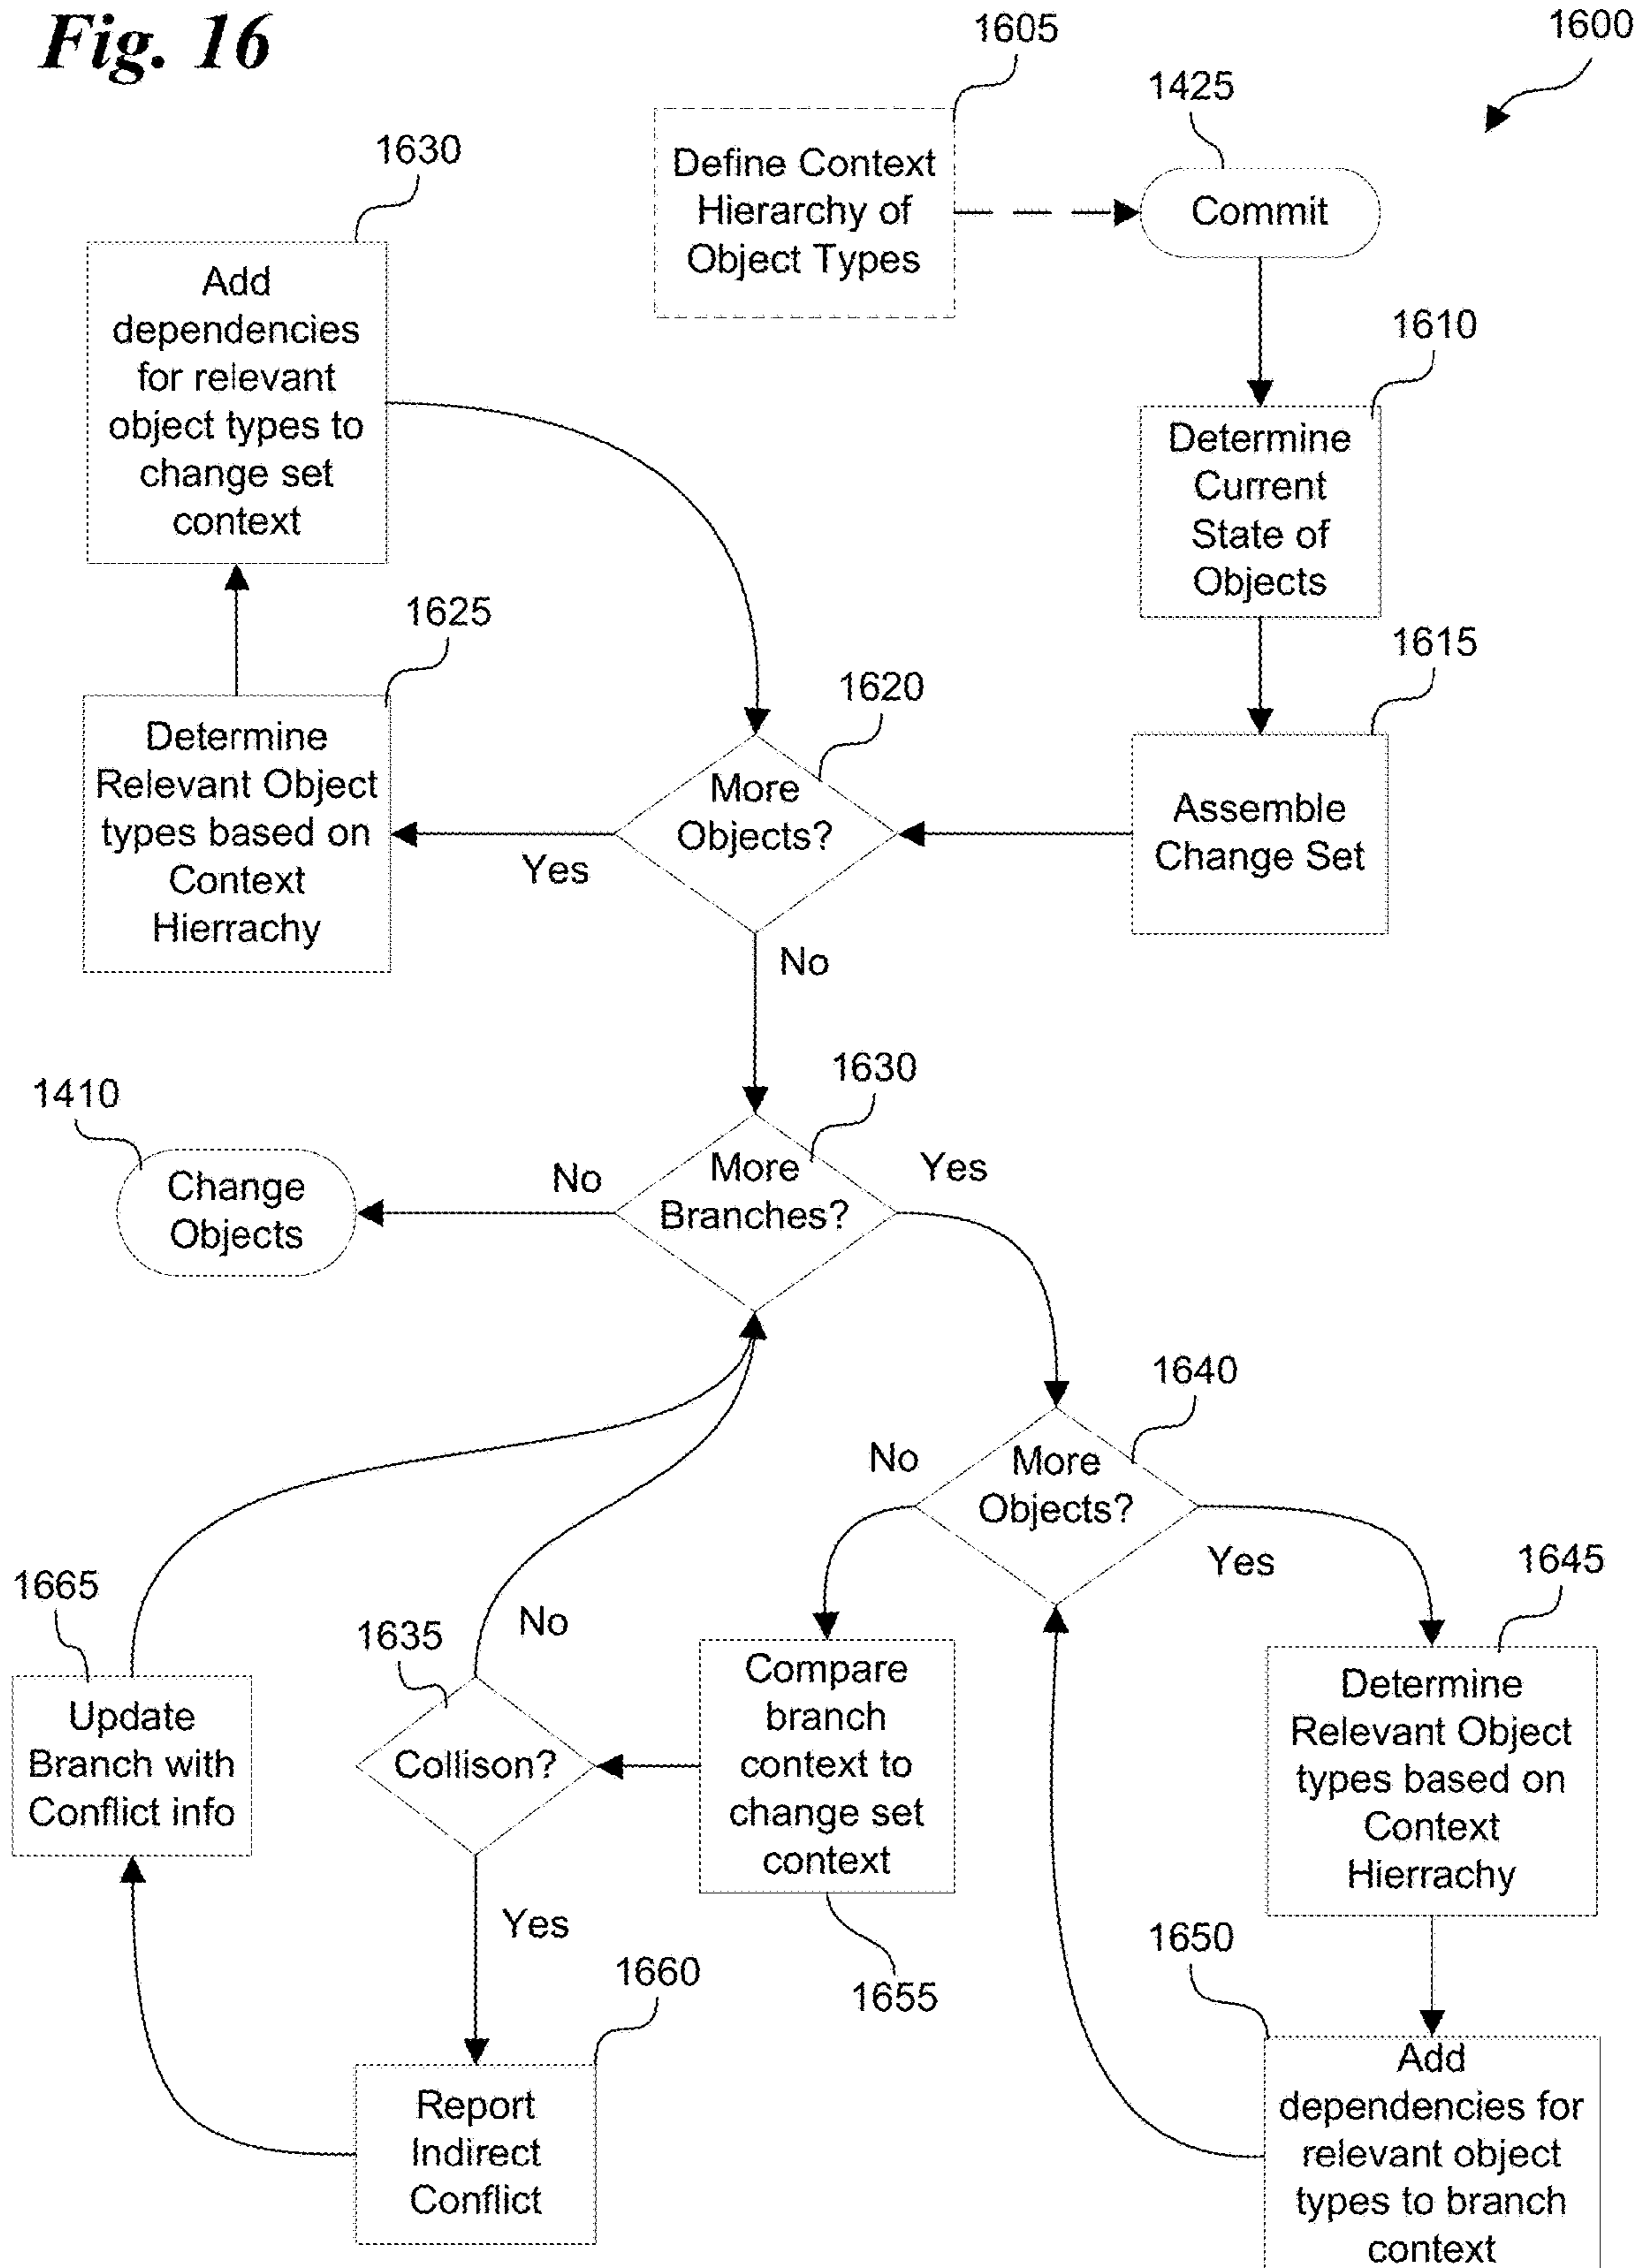 Fig. 16
1605
1600
1425
1630
Define Context
Hierarchy of
Object Types
Commit
Add
dependencies
for relevant
object types to
change set
context
1610
Determine
Current
State of
Objects
1625
1615
1620
Determine
Relevant Object
types based on
Context
Hierrachy
More
Objects?
Assemble
Change Set
Yes
No
1630
1410
More
Branches?
No
Yes
Change
Objects
1640
More
Objects?
No
Yes
1645
1665
1635
No
Update
Branch with
Conflict info
Collison?
Compare
branch
context to
change set
context
Determine
Relevant Object
types based on
Context
Hierrachy
Yes
1660
1655
1650
Report
Indirect
Conflict
Add
dependencies for
relevant object
types to branch
context